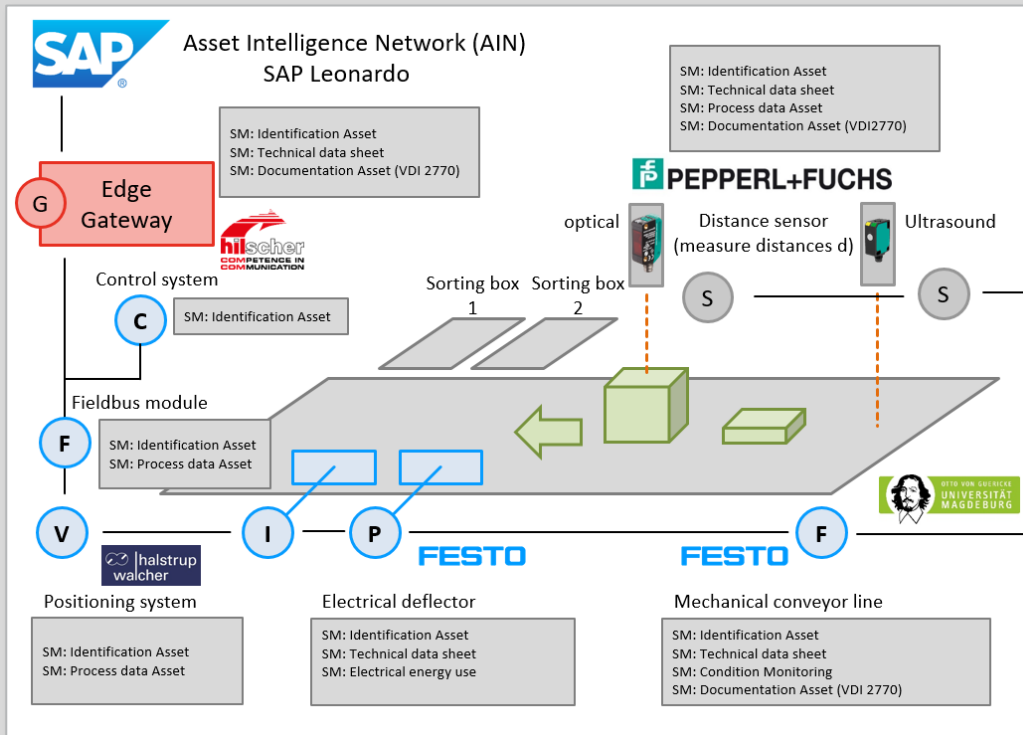 SAP
®
Asset Intelligence Network (AIN)
SAP Leonardo
SM: Identification Asset
SM: Technical data sheet
SM: Process data Asset
SM: Documentation Asset (VDI2770)
SM: Identification Asset
SM: Technical data sheet
SM: Documentation Asset (VDI 2770)
G
Edge
Gateway
PEPPERL+FUCHS
hilscher
COMPETENCE IN
COMMUNICATION
optical
Distance sensor
(measure distances d)
Ultrasound
Control system
C
SM: Identification Asset
Sorting box
1
Sorting box
2
S
S
Fieldbus module
F
SM: Identification Asset
SM: Process data Asset
OTTO VON GUERICKE
UNIVERSITÄT
MAGDEBURG
V
I
P
F
halstrup
walcher
FESTO
FESTO
Positioning system
SM: Identification Asset
SM: Process data Asset
Electrical deflector
SM: Identification Asset
SM: Technical data sheet
SM: Electrical energy use
Mechanical conveyor line
SM: Identification Asset
SM: Technical data sheet
SM: Condition Monitoring
SM: Documentation Asset (VDI 2770)